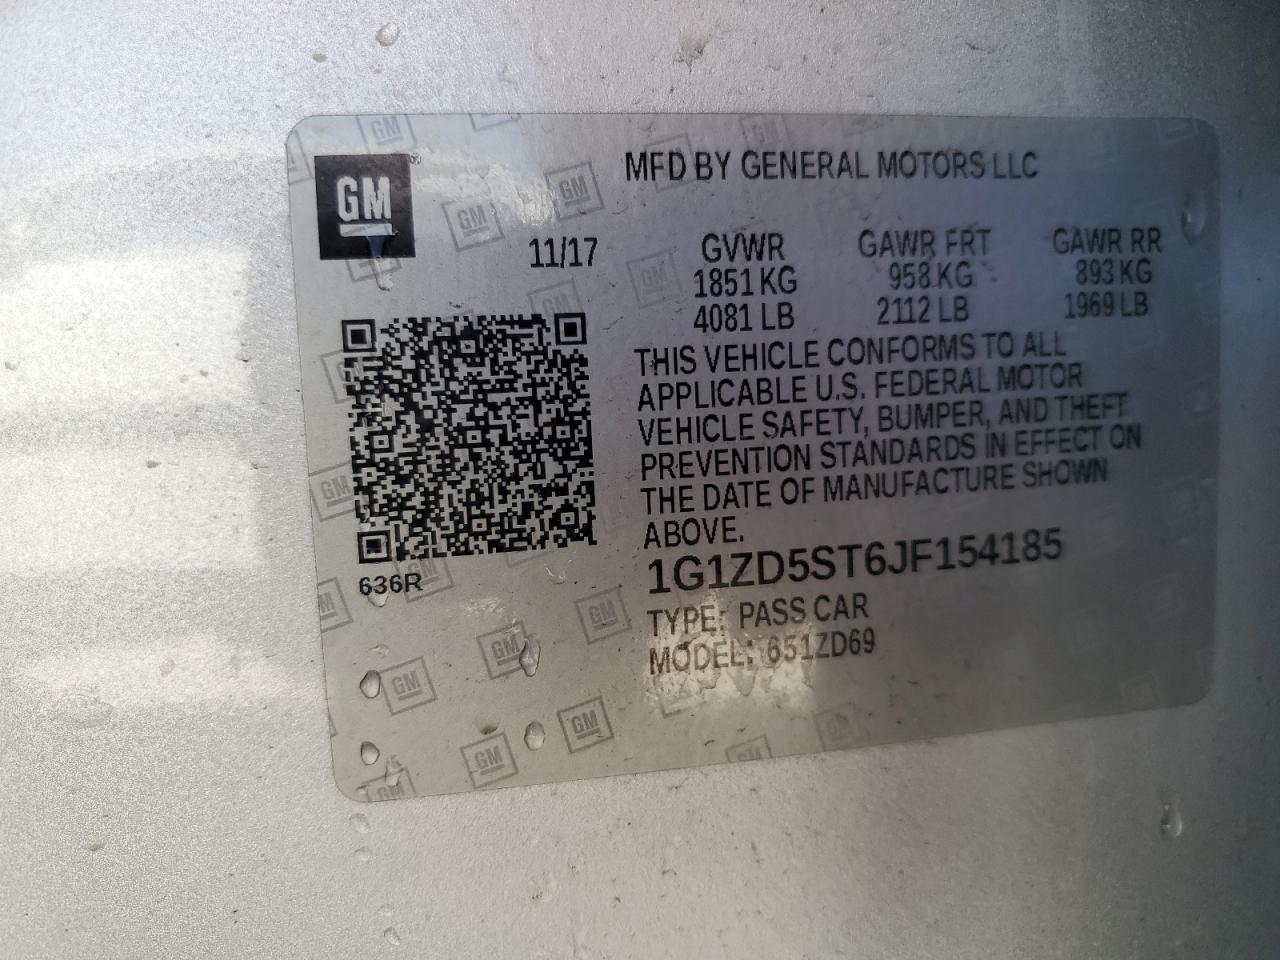 GM
MFD BY GENERAL MOTORS LLC
11/17
GVWR GAWR FRT GAWR RR
1851 KG 958 KG 893 KG
4081 LB 2112 LB 1969 LB
THIS VEHICLE CONFORMS TO ALL
APPLICABLE U.S. FEDERAL MOTOR
VEHICLE SAFETY, BUMPER, AND THEFT
PREVENTION STANDARDS IN EFFECT ON
THE DATE OF MANUFACTURE SHOWN
ABOVE.
636R
1G1ZD5ST6JF154185
TYPE: PASS CAR
MODEL: 651ZD69